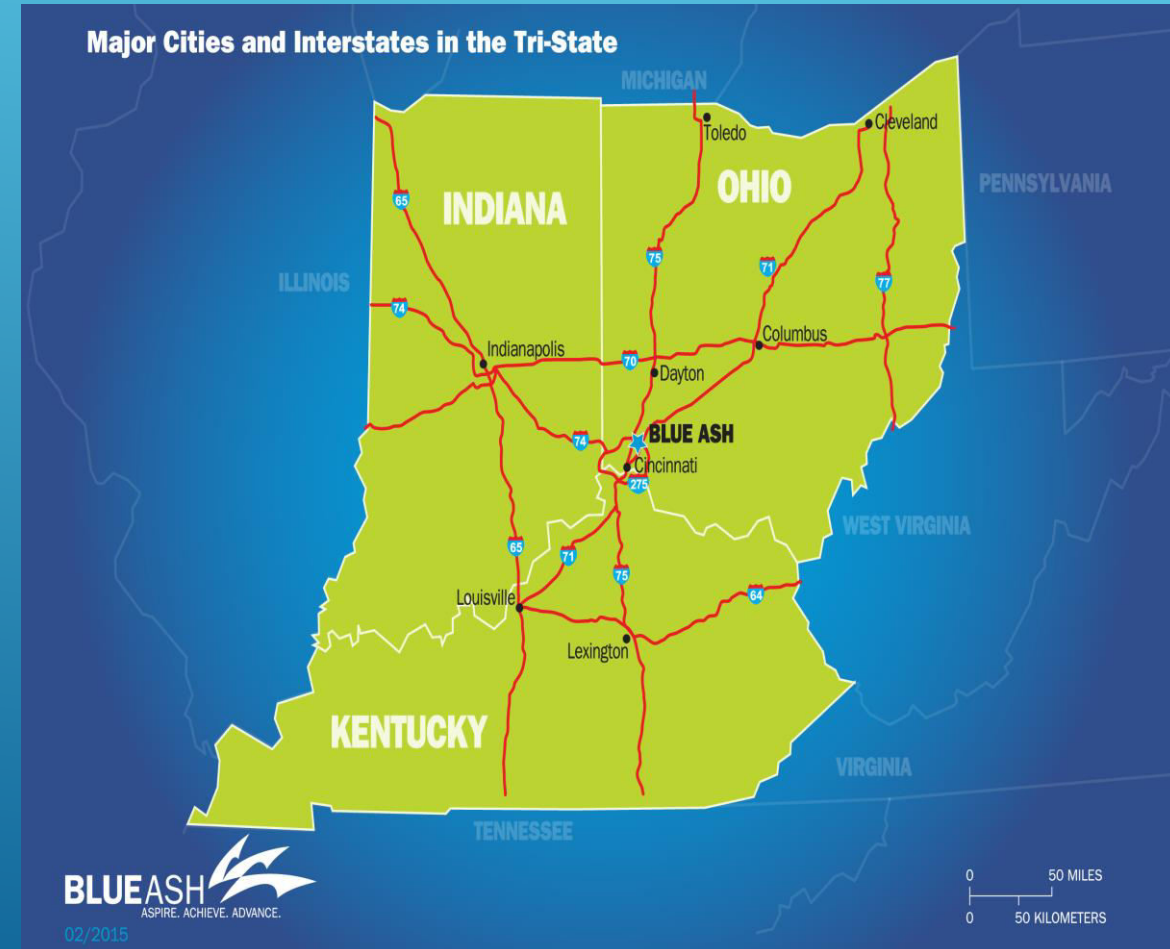 Major Cities and Interstates in the Tri-State
MICHIGAN
Toledo
Cleveland
PENNSYLVANIA
INDIANA
OHIO
65
75
71
77
ILLINOIS
74
Indianapolis
70
Columbus
Dayton
74
BLUE ASH
Cincinnati
275
WEST VIRGINIA
65
71
75
64
Louisville
Lexington
KENTUCKY
VIRGINIA
TENNESSEE
BLUEASH
ASPIRE. ACHIEVE. ADVANCE.
02/2015
0 50 MILES
0 50 KILOMETERS